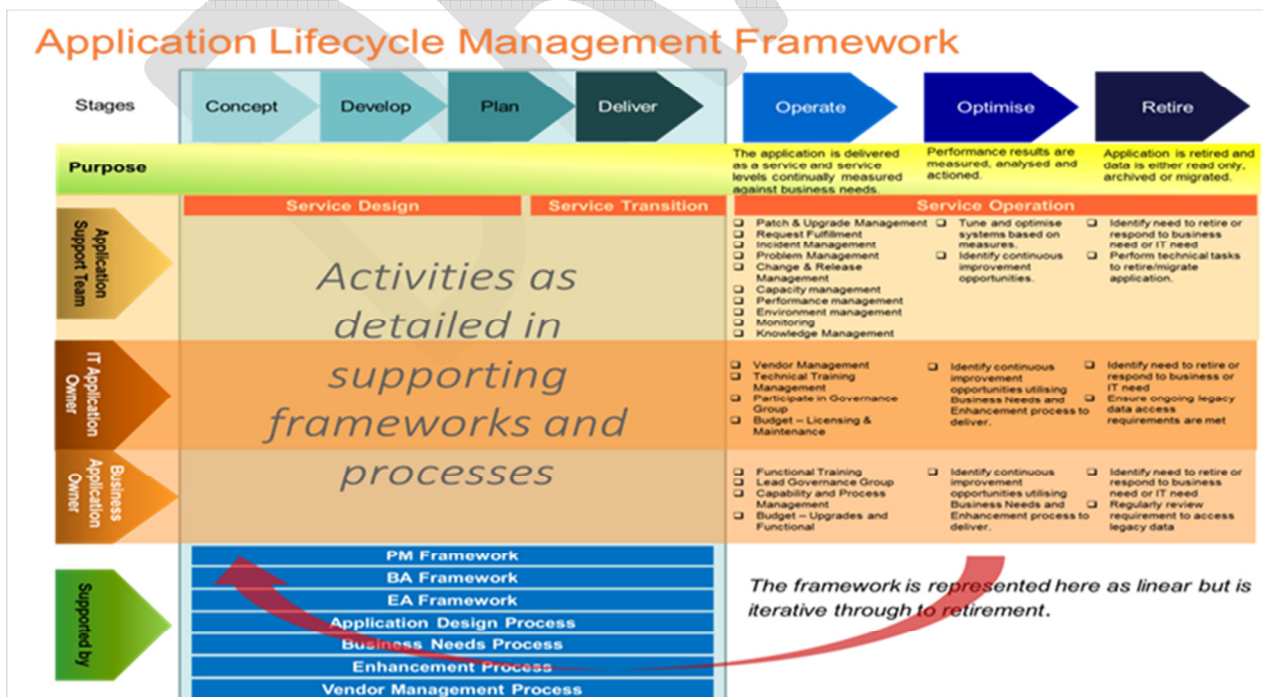 Application Lifecycle Management Framework
Stages
Concept
Develop
Plan
Deliver
Operate
Optimise
Retire
Purpose
The application is delivered
as a service and service
levels continually measured
against business needs.
Performance results are
measured, analysed and
actioned.
Application is retired and
data is either read only,
archived or migrated.
Service Design
Service Transition
Service Operation
Application
Support Team
Activities as
detailed in
supporting
frameworks and
processes
Patch & Upgrade Management
Request Fulfillment
Incident Management
Problem Management
Change & Release
Management
Capacity management
Performance management
Environment management
Monitoring
Knowledge Management
Tune and optimise
systems based on
measures.
Identify continuous
improvement
opportunities.
Identify need to retire or
respond to business
need or IT need
Perform technical tasks
to retire/migrate
application.
IT Application
Owner
Vendor Management
Technical Training
Management
Participate in Governance
Group
Budget – Licensing &
Maintenance
Identify continuous
improvement
opportunities utilising
Business Needs and
Enhancement process to
deliver.
Identify need to retire or
respond to business or
IT need
Ensure ongoing legacy
data access
requirements are met
Business
Application
Owner
Functional Training
Lead Governance Group
Capability and Process
Management
Budget – Upgrades and
Functional
Identify continuous
improvement
opportunities utilising
Business Needs and
Enhancement process to
deliver.
Identify need to retire or
respond to business
need or IT need
Regularly review
requirement to access
legacy data
Supported by
PM Framework
BA Framework
EA Framework
Application Design Process
Business Needs Process
Enhancement Process
Vendor Management Process
The framework is represented here as linear but is
iterative through to retirement.